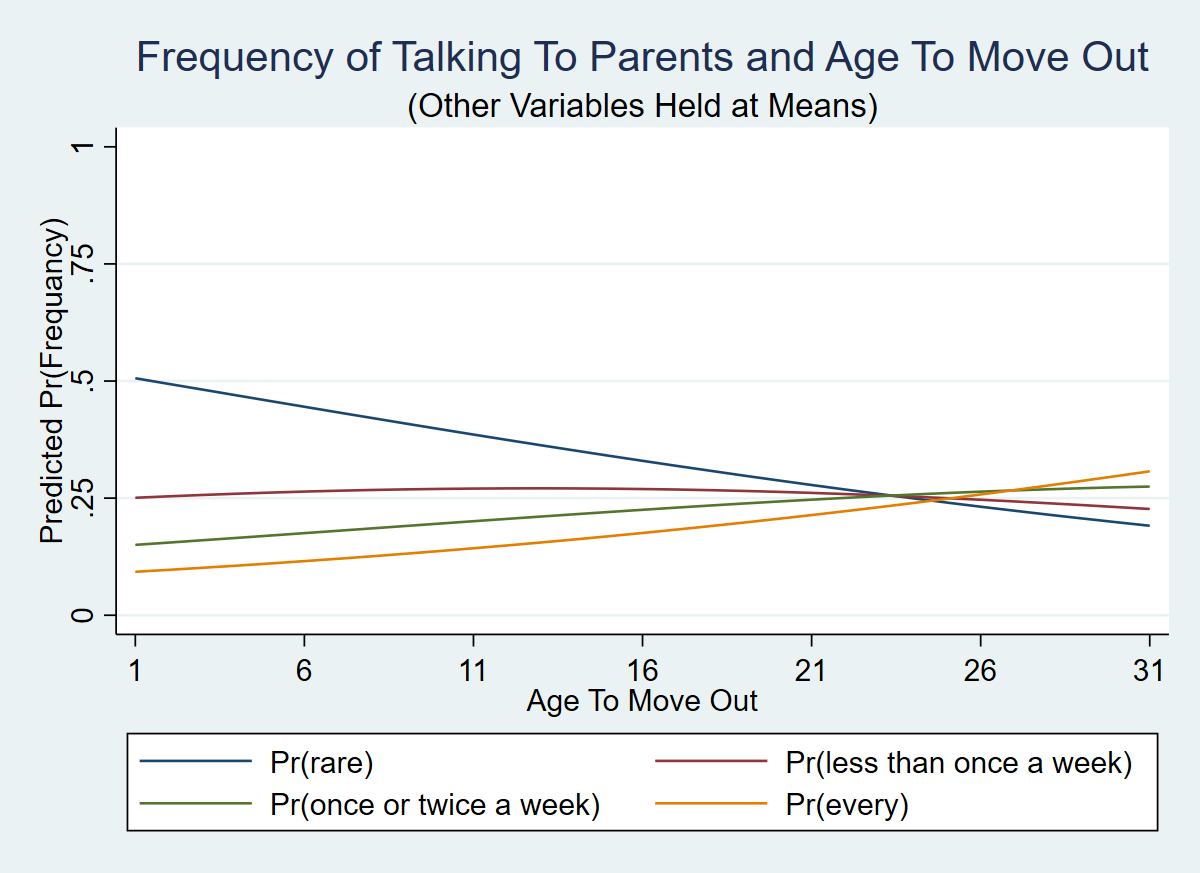 Frequency of Talking To Parents and Age To Move Out
(Other Variables Held at Means)
Predicted Pr(Frequancy)
1
.75
.5
.25
0
1 6 11 16 21 26 31
Age To Move Out
Pr(rare) Pr(less than once a week)
Pr(once or twice a week) Pr(every)